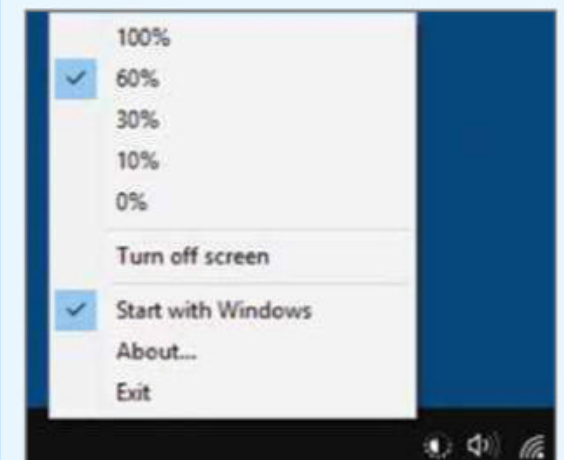 100%
60%
30%
10%
0%
Turn off screen
Start with Windows
About...
Exit